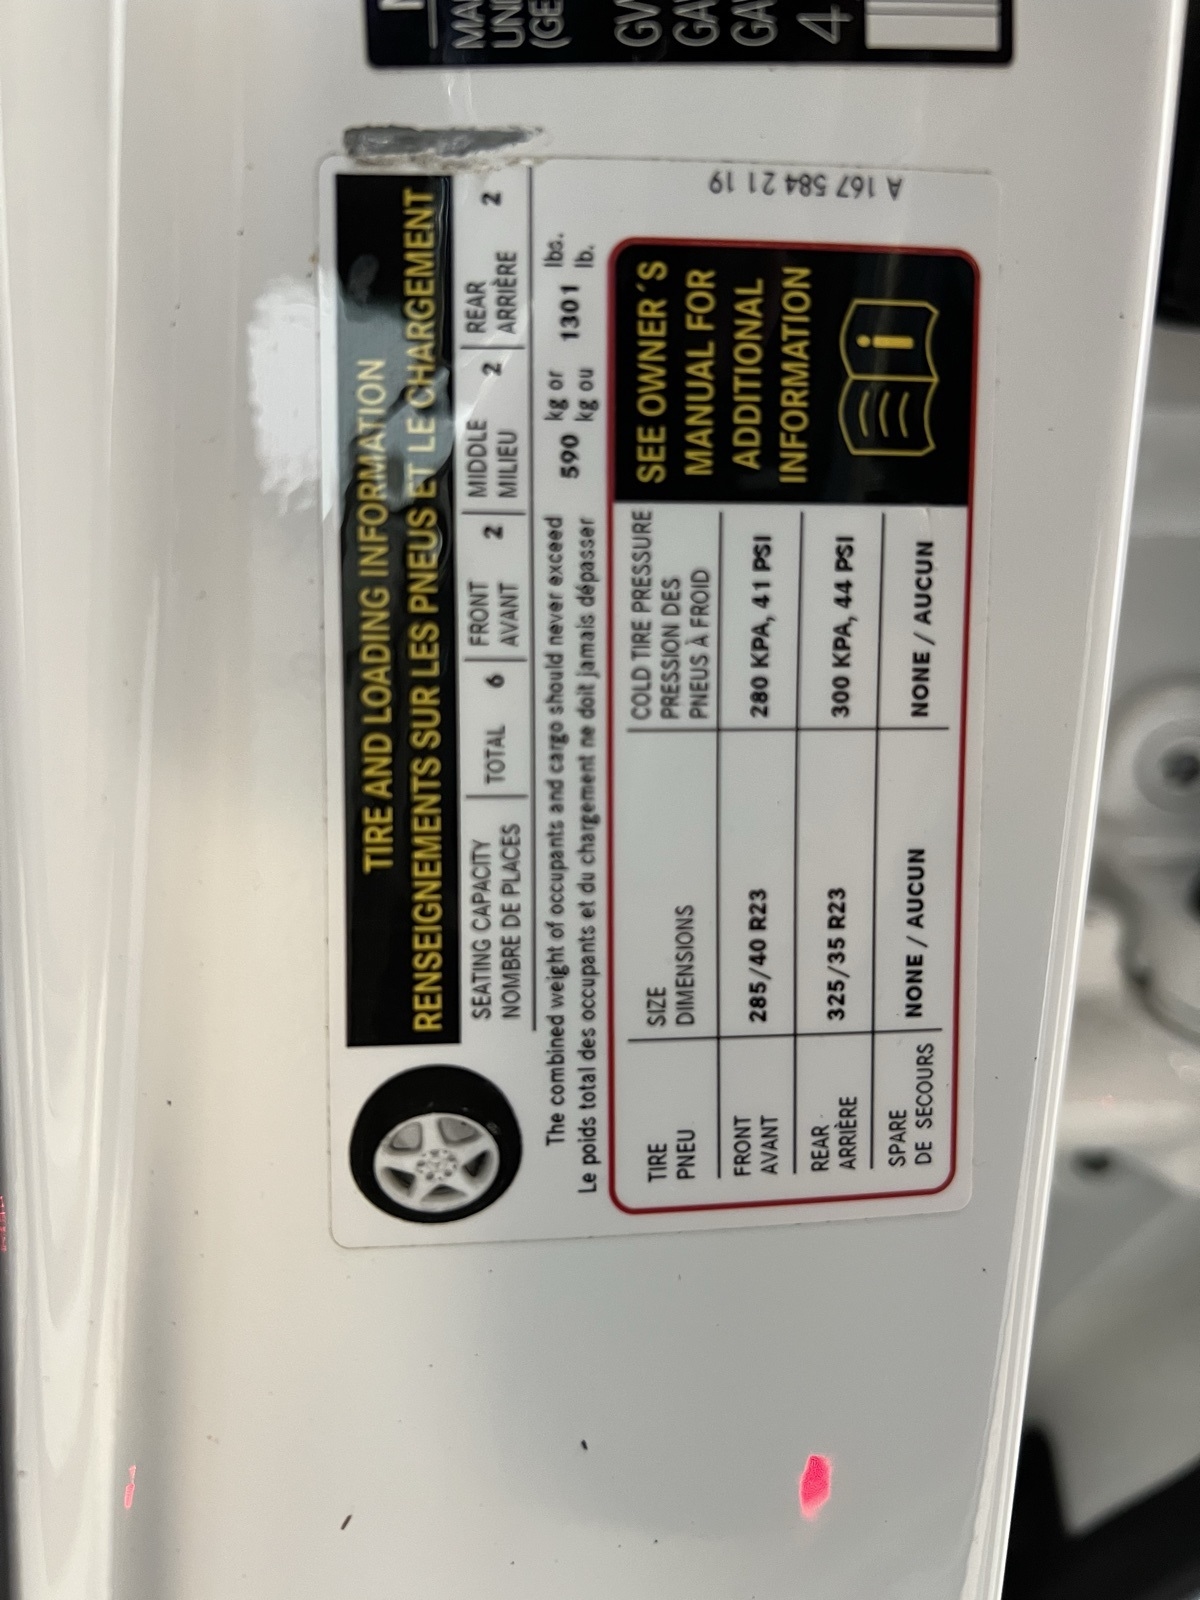 TIRE AND LOADING INFORMATION
RENSEIGNEMENTS SUR LES PNEUS ET LE CHARGEMENT
SEATING CAPACITY
NOMBRE DE PLACES
TOTAL 6
FRONT
AVANT 2
MIDDLE
MILIEU 2
REAR
ARRIÈRE 2
The combined weight of occupants and cargo should never exceed 590 kg or 1301 lbs.
Le poids total des occupants et du chargement ne doit jamais dépasser kg ou lb.
TIRE
PNEU
SIZE
DIMENSIONS
COLD TIRE PRESSURE
PRESSION DES
PNEUS À FROID
FRONT
AVANT
285/40 R23
280 KPA, 41 PSI
REAR
ARRIÈRE
325/35 R23
300 KPA, 44 PSI
SPARE
DE SECOURS
NONE / AUCUN
NONE / AUCUN
SEE OWNER´S
MANUAL FOR
ADDITIONAL
INFORMATION
i
A 167 584 21 19
(GE
4